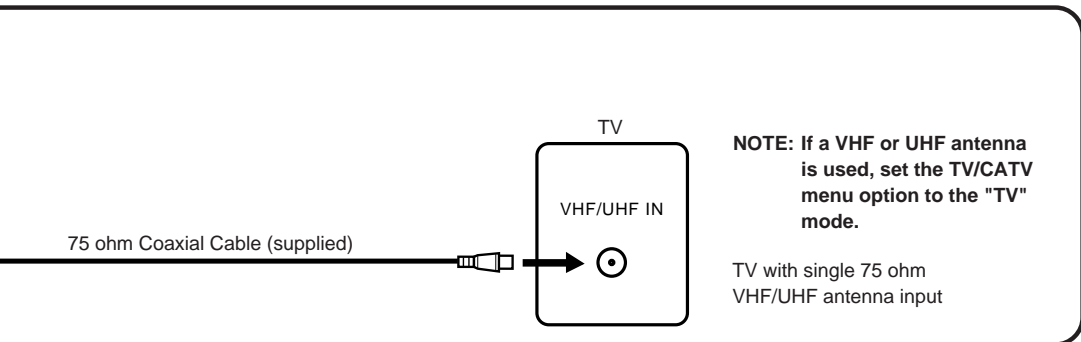 TV
VHF/UHF IN
75 ohm Coaxial Cable (supplied)
NOTE: If a VHF or UHF antenna
is used, set the TV/CATV
menu option to the "TV"
mode.
TV with single 75 ohm
VHF/UHF antenna input